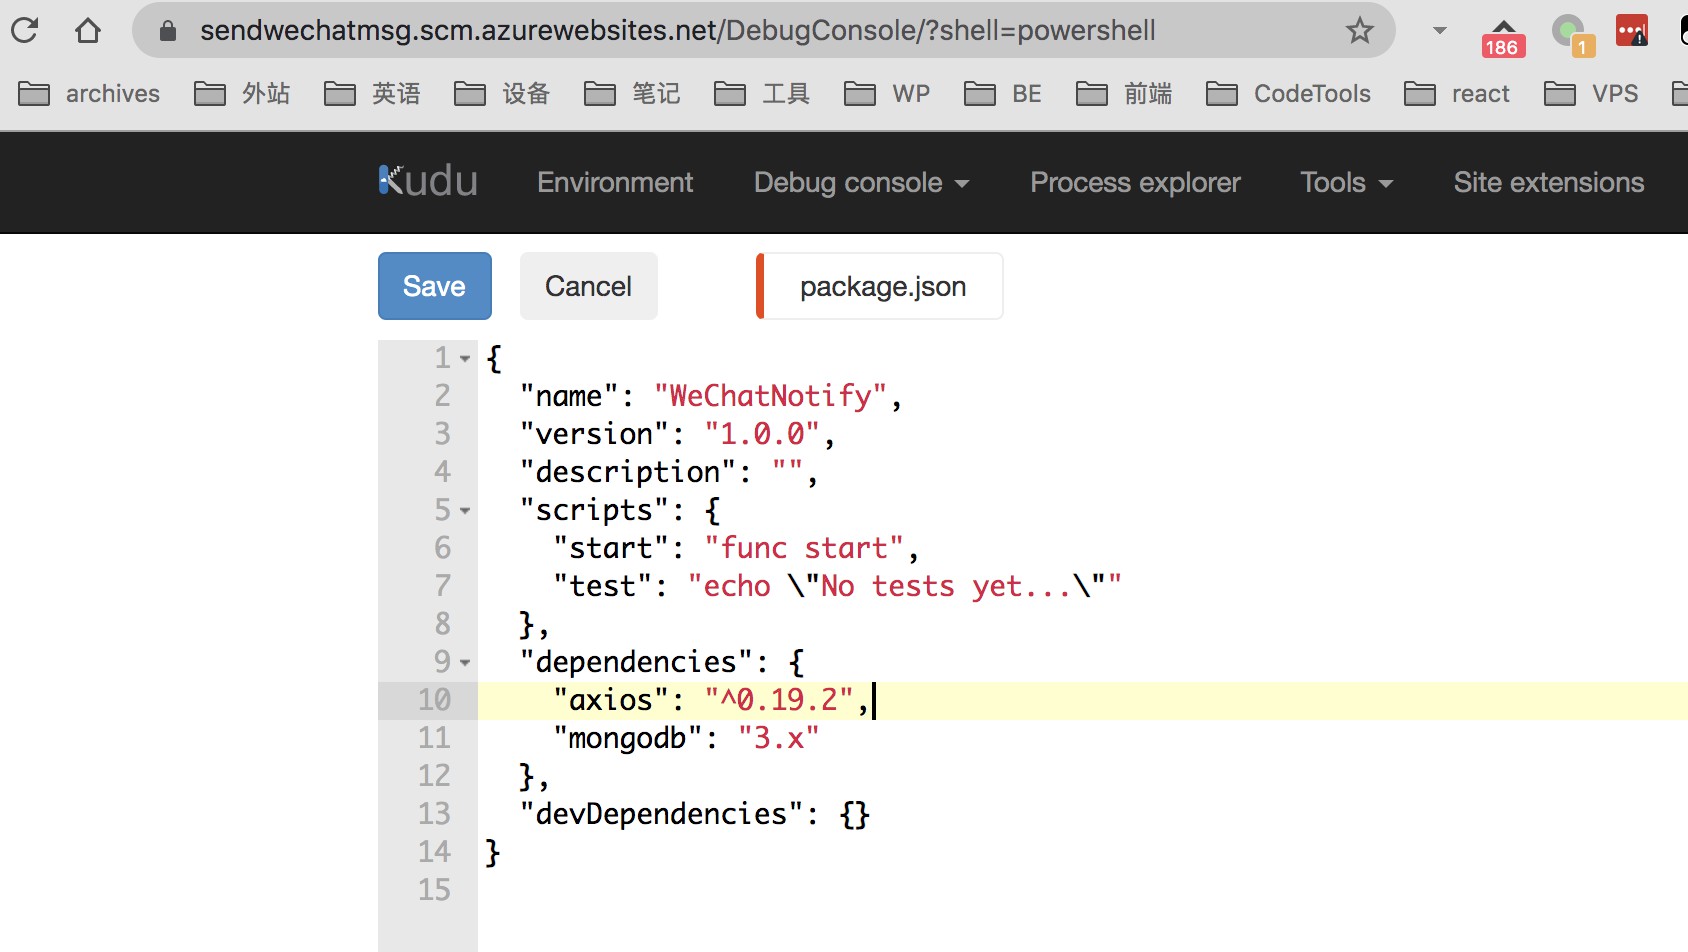 sendwechatmsg.scm.azurewebsites.net/DebugConsole/?shell=powershell
186
1
archives 外站 英语 设备 笔记 工具 WP BE 前端 CodeTools react VPS
Kudu Environment Debug console Process explorer Tools Site extensions
Save Cancel package.json
1 {
2 "name": "WeChatNotify",
3 "version": "1.0.0",
4 "description": "",
5 "scripts": {
6 "start": "func start",
7 "test": "echo \"No tests yet...\""
8 },
9 "dependencies": {
10 "axios": "^0.19.2",
11 "mongodb": "3.x"
12 },
13 "devDependencies": {}
14 }
15